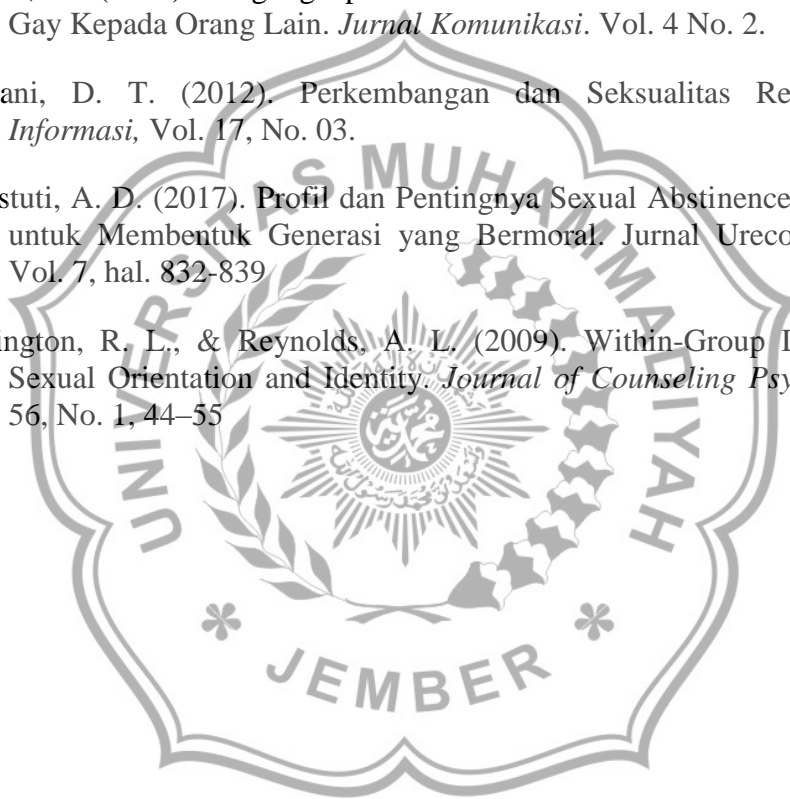 Gay Kepada Orang Lain. Jurnal Komunikasi. Vol. 4 No. 2.
ani, D. T. (2012). Perkembangan dan Seksualitas Re
Informasi, Vol. 17, No. 03.
stuti, A. D. (2017). Profil dan Pentingnya Sexual Abstinence
untuk Membentuk Generasi yang Bermoral. Jurnal Ureco
Vol. 7, hal. 832-839
ington, R. L., & Reynolds, A. L. (2009). Within-Group
Sexual Orientation and Identity. Journal of Counseling Psy
56, No. 1, 44–55
UNIVERSITAS MUHAMMADIYAH
JEMBER